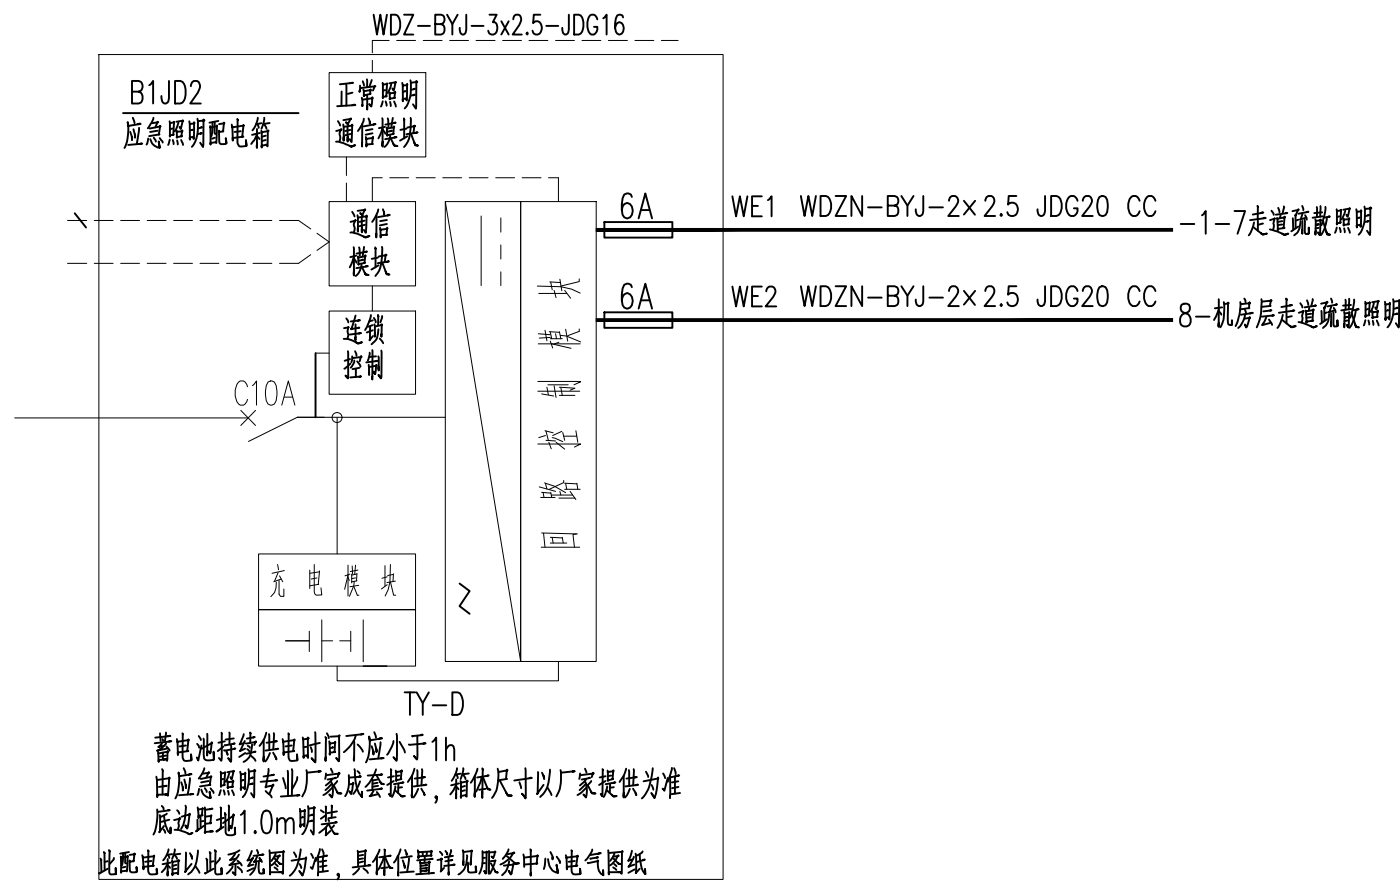 WDZ-BYJ-3x2.5-JDG16
B1JD2
应急照明配电箱
正常照明
通信模块
通信
模块
连锁
控制
C10A
回路控制模块
6A
WE1 WDZN-BYJ-2×2.5 JDG20 CC
-1-7走道疏散照明
6A
WE2 WDZN-BYJ-2×2.5 JDG20 CC
8-机房层走道疏散照明
充电模块
TY-D
蓄电池持续供电时间不应小于1h
由应急照明专业厂家成套提供,箱体尺寸以厂家提供为准
底边距地1.0m明装
此配电箱以此系统图为准,具体位置详见服务中心电气图纸